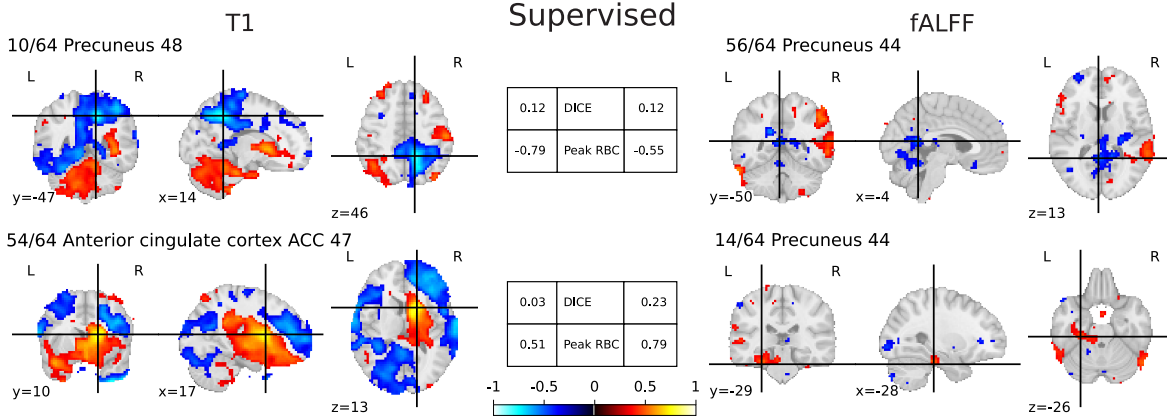 T1
Supervised
fALFF
10/64 Precuneus 48
56/64 Precuneus 44
L
R
L
R
L
R
L
R
0.12 DICE 0.12
-0.79 Peak RBC -0.55
y=-47
x=14
z=46
y=-50
x=-4
z=13
54/64 Anterior cingulate cortex ACC 47
14/64 Precuneus 44
L
R
L
R
0.03 DICE 0.23
0.51 Peak RBC 0.79
y=10
x=17
z=13
-1 -0.5 0 0.5 1
y=-29
x=-28
z=-26